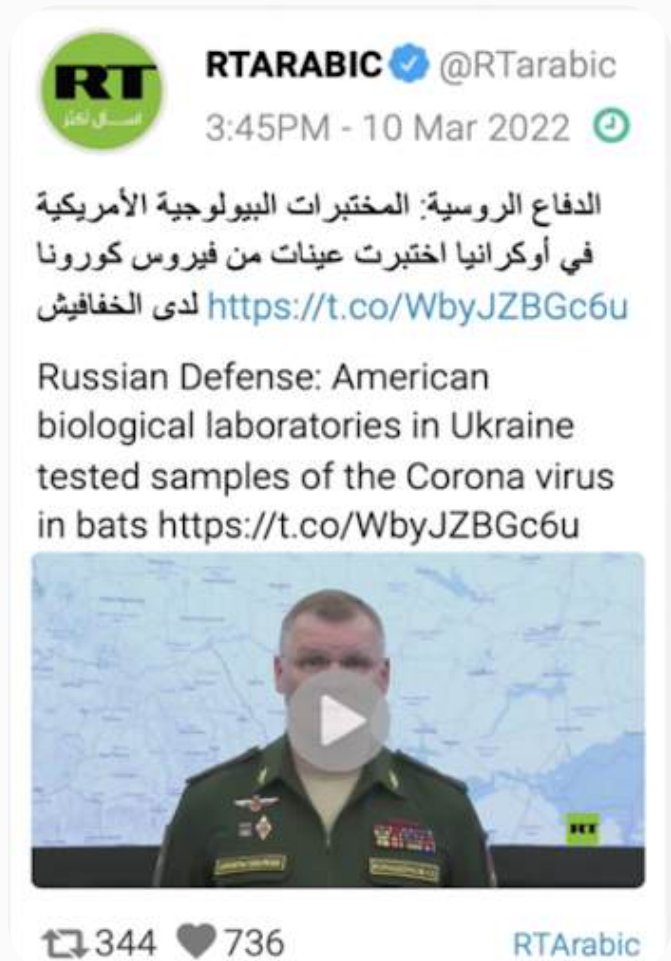 RT
اسأل أكثر
RTARABIC @RTarabic
3:45PM - 10 Mar 2022
الدفاع الروسية: المختبرات البيولوجية الأمريكية
في أوكرانيا اختبرت عينات من فيروس كورونا
لدى الخفافيش https://t.co/WbyJZBGc6u
Russian Defense: American
biological laboratories in Ukraine
tested samples of the Corona virus
in bats https://t.co/WbyJZBGc6u
RT
344 736
RTArabic